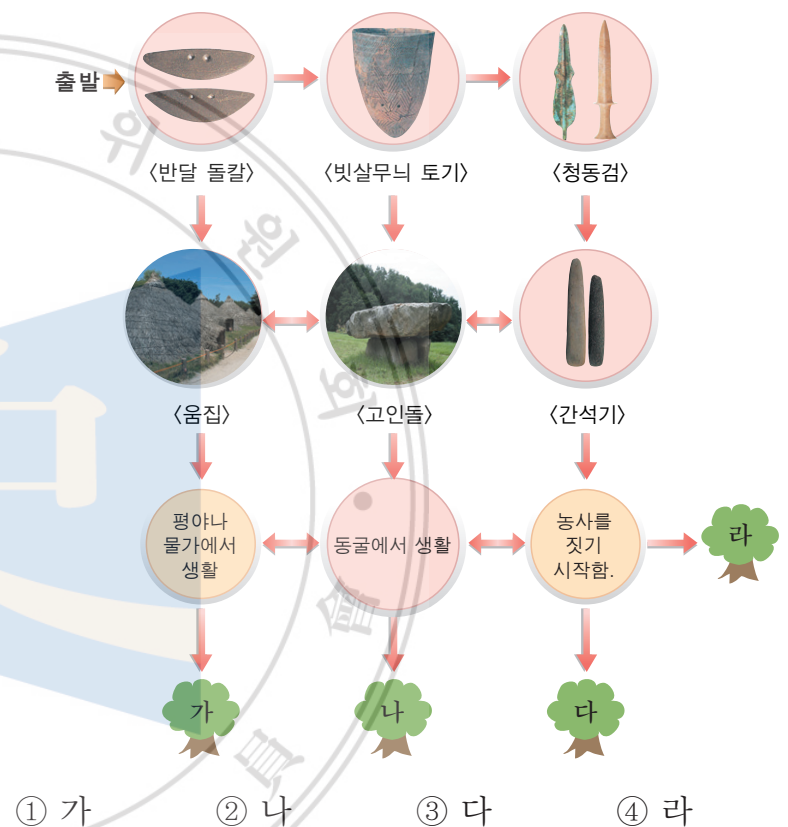 출발
〈반달 돌칼〉
〈빗살무늬 토기〉
〈청동검〉
〈움집〉
〈고인돌〉
〈간석기〉
평야나
물가에서
생활
동굴에서 생활
농사를
짓기
시작함.
라
가
나
다
① 가
② 나
③ 다
④ 라
위
원
회